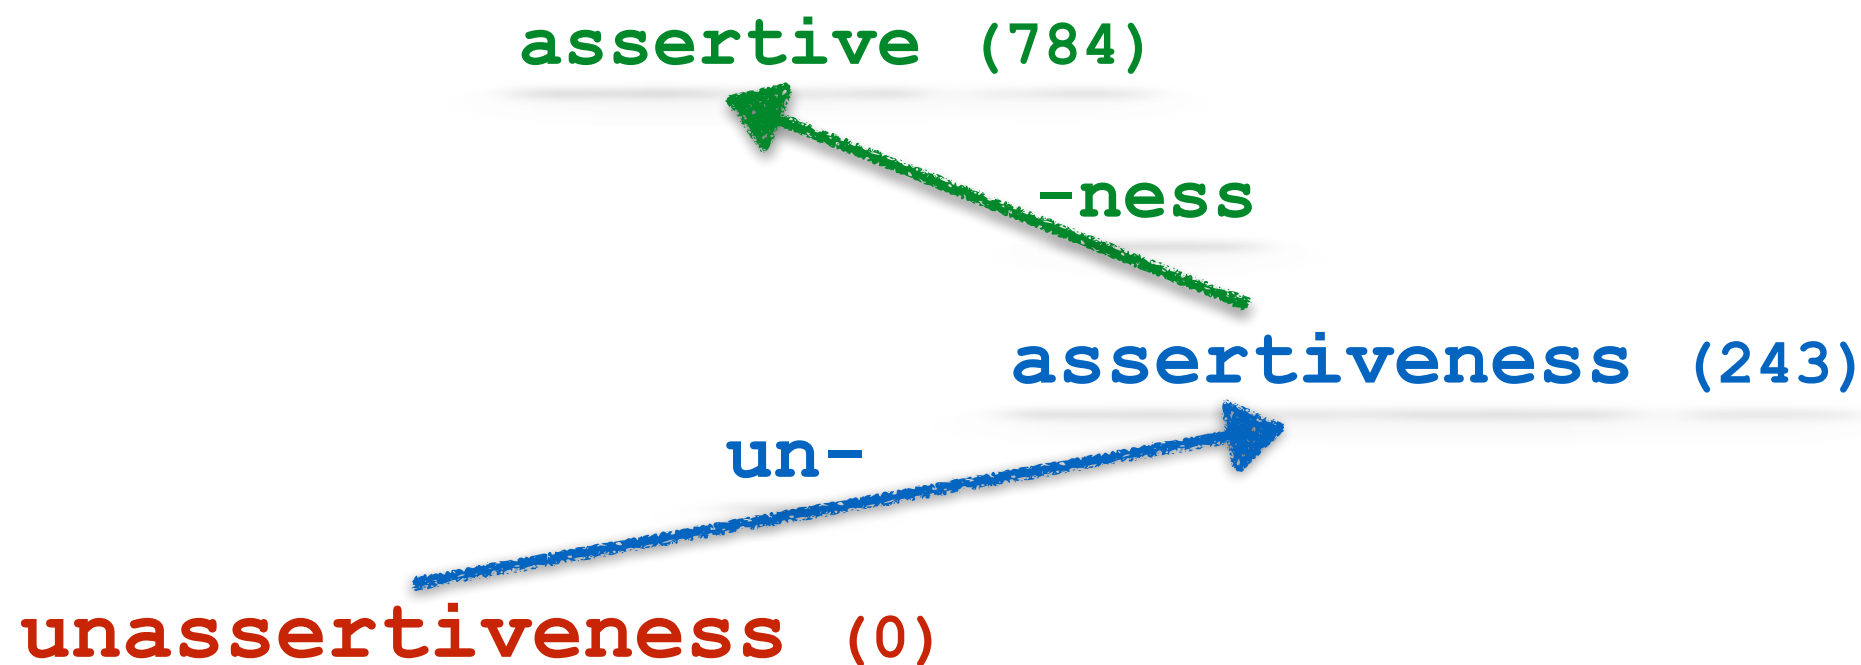 assertive (784)
-ness
assertiveness (243)
un-
unassertiveness (0)